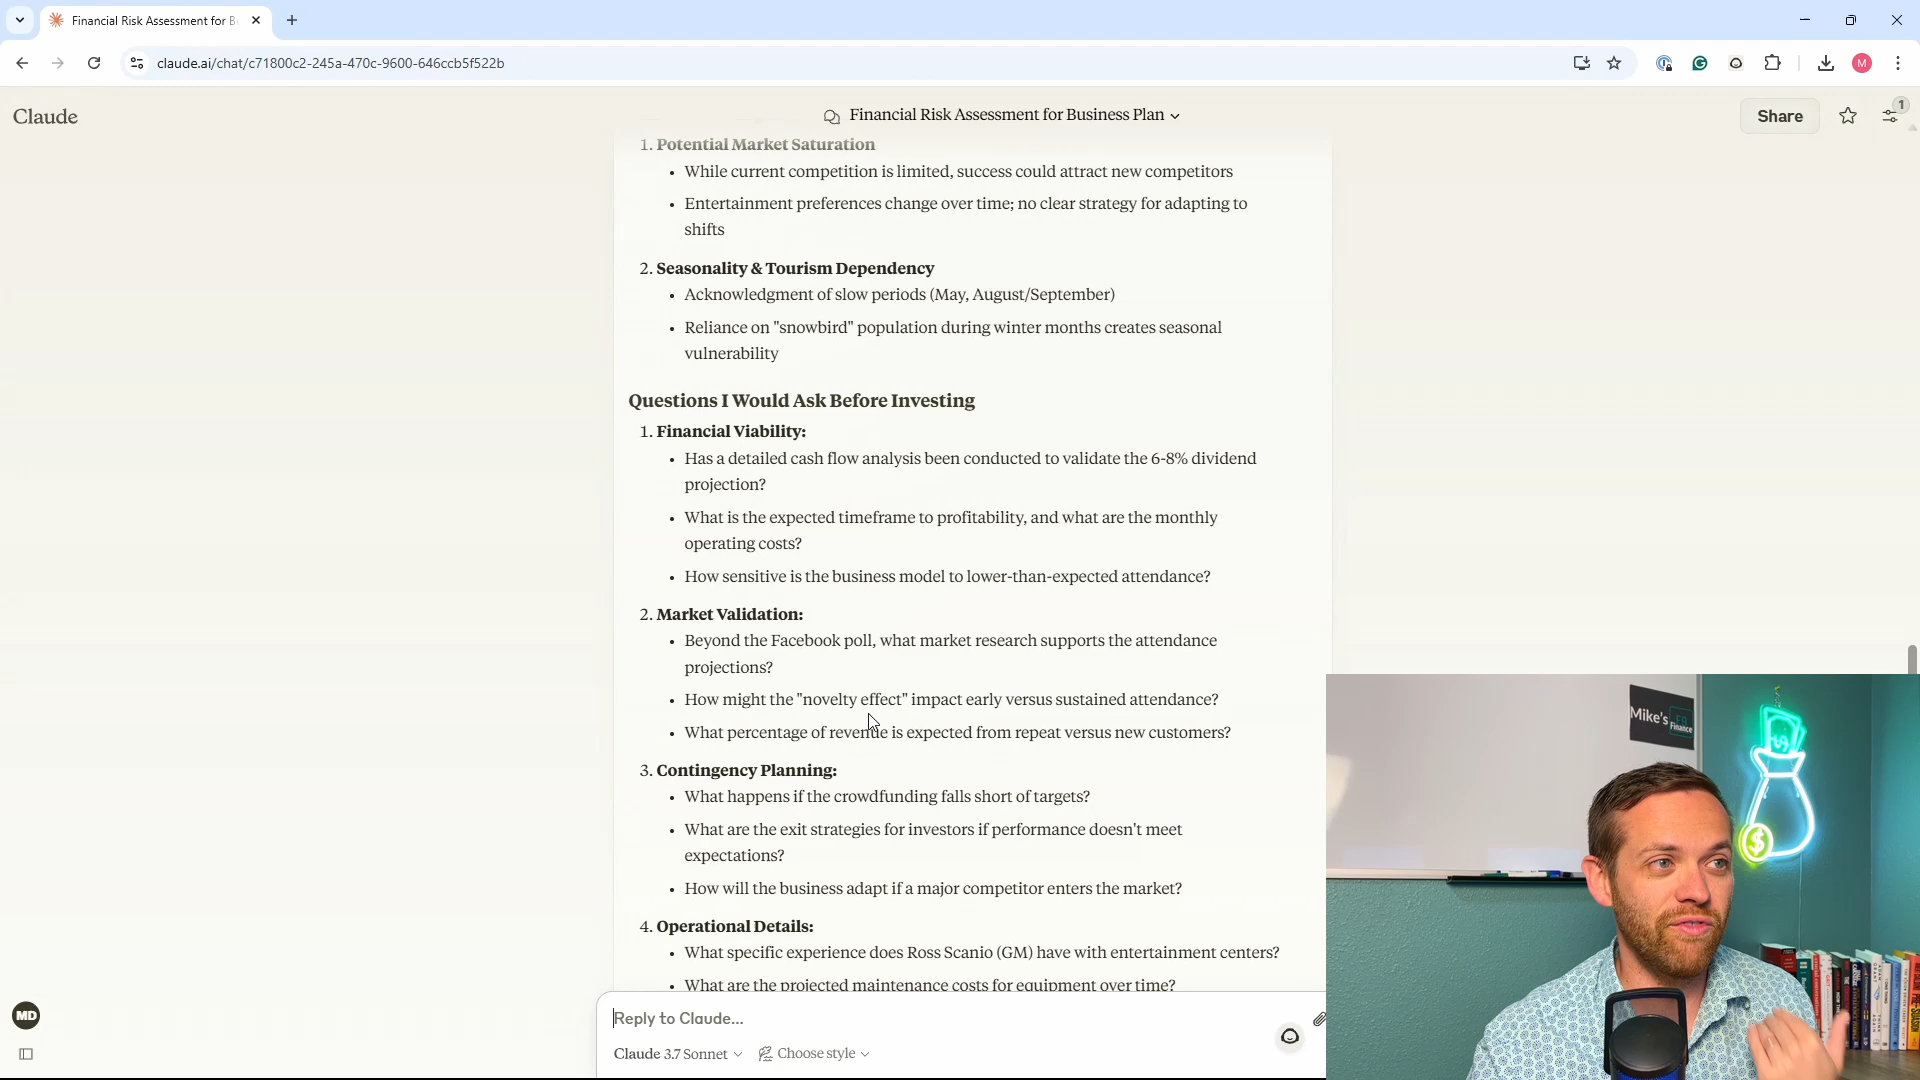 Financial Risk Assessment for B
claude.ai/chat/c71800c2-245a-470c-9600-646ccb5f522b
M
Claude
Financial Risk Assessment for Business Plan
Share
1
1. Potential Market Saturation
• While current competition is limited, success could attract new competitors
• Entertainment preferences change over time; no clear strategy for adapting to
shifts
2. Seasonality & Tourism Dependency
• Acknowledgment of slow periods (May, August/September)
• Reliance on "snowbird" population during winter months creates seasonal
vulnerability
Questions I Would Ask Before Investing
1. Financial Viability:
• Has a detailed cash flow analysis been conducted to validate the 6-8% dividend
projection?
• What is the expected timeframe to profitability, and what are the monthly
operating costs?
• How sensitive is the business model to lower-than-expected attendance?
2. Market Validation:
• Beyond the Facebook poll, what market research supports the attendance
projections?
• How might the "novelty effect" impact early versus sustained attendance?
• What percentage of revenue is expected from repeat versus new customers?
3. Contingency Planning:
• What happens if the crowdfunding falls short of targets?
• What are the exit strategies for investors if performance doesn't meet
expectations?
• How will the business adapt if a major competitor enters the market?
4. Operational Details:
• What specific experience does Ross Scanio (GM) have with entertainment centers?
• What are the projected maintenance costs for equipment over time?
MD
Reply to Claude...
Claude 3.7 Sonnet
Choose style
Mike's
F9
Finance
$